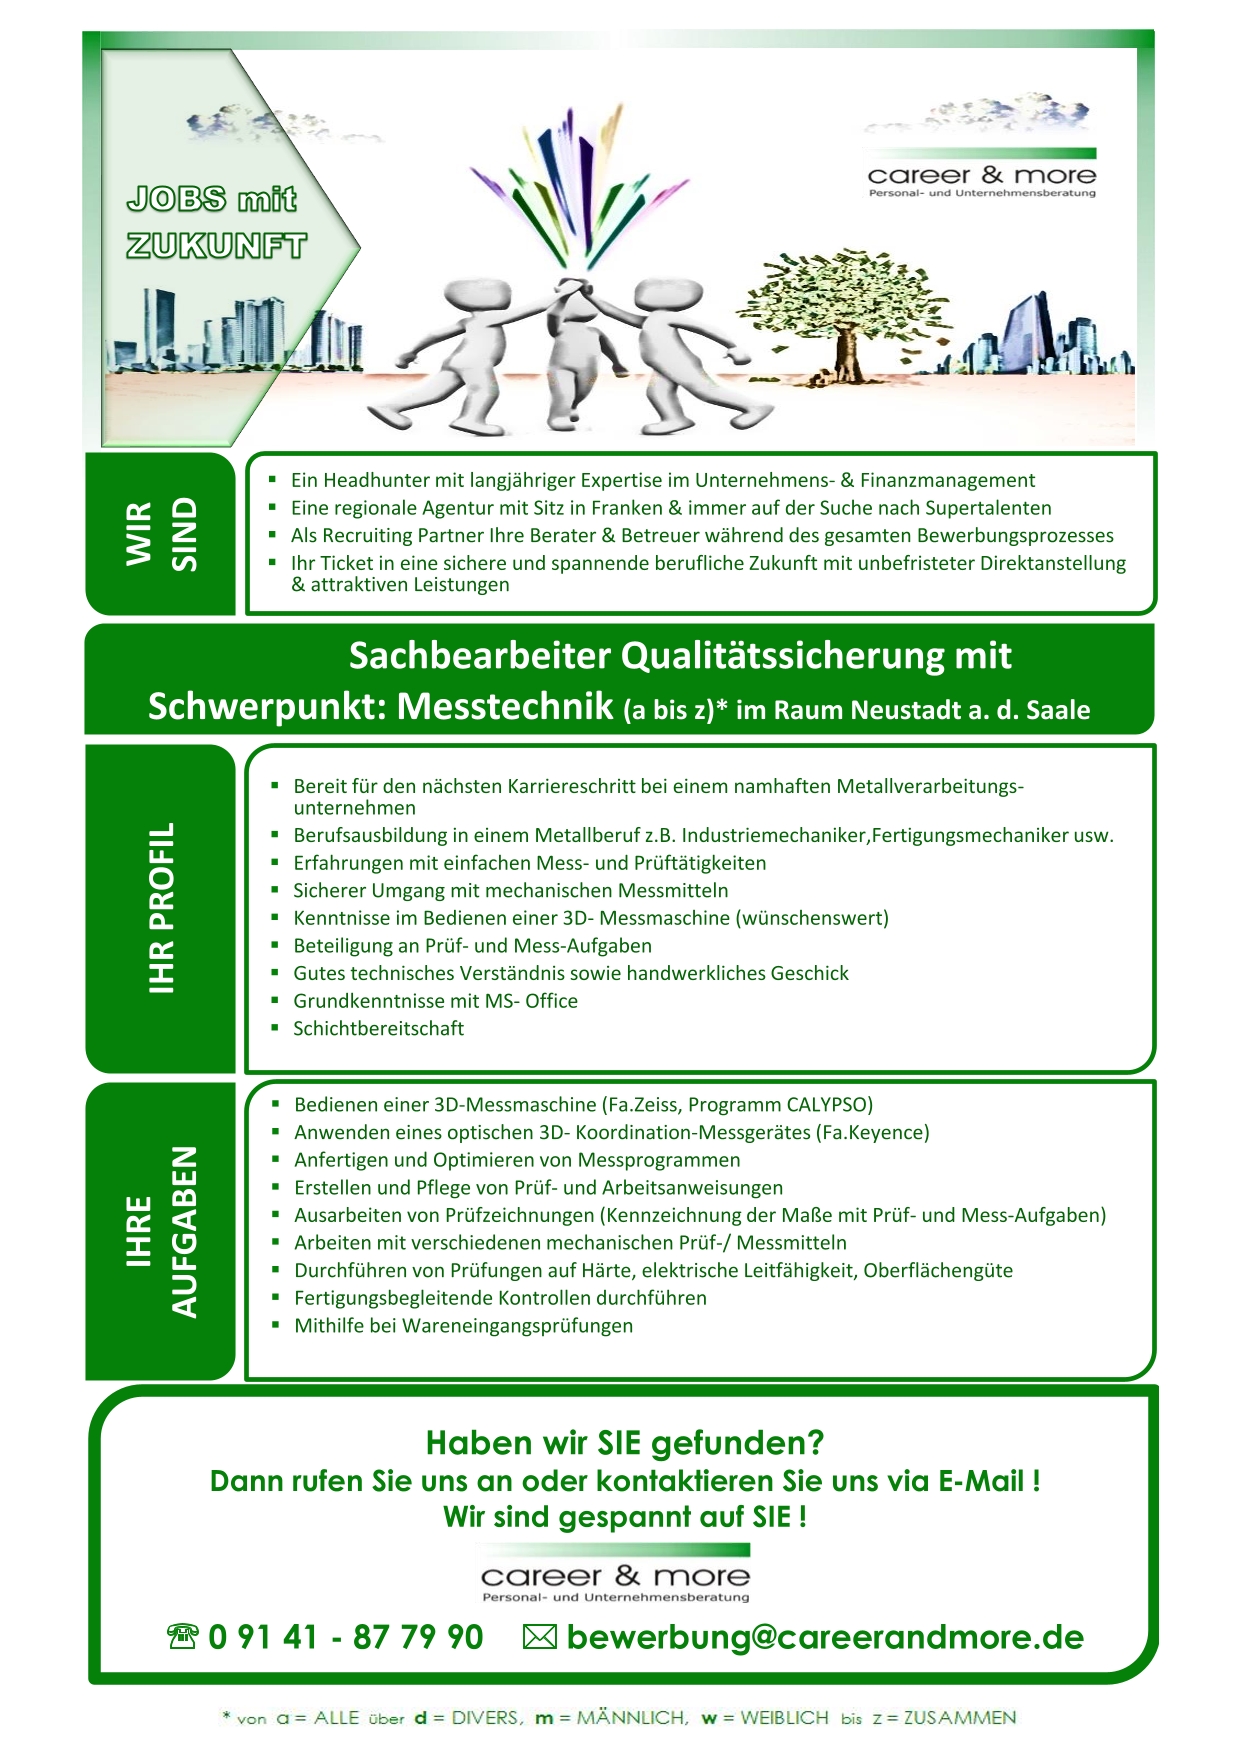 JOBS mit
ZUKUNFT
career & more
Personal- und Unternehmensberatung
WIR
SIND
▪ Ein Headhunter mit langjähriger Expertise im Unternehmens- & Finanzmanagement
▪ Eine regionale Agentur mit Sitz in Franken & immer auf der Suche nach Supertalenten
▪ Als Recruiting Partner Ihre Berater & Betreuer während des gesamten Bewerbungsprozesses
▪ Ihr Ticket in eine sichere und spannende berufliche Zukunft mit unbefristeter Direktanstellung
& attraktiven Leistungen
Sachbearbeiter Qualitätssicherung mit
Schwerpunkt: Messtechnik (a bis z)* im Raum Neustadt a. d. Saale
IHR PROFIL
▪ Bereit für den nächsten Karriereschritt bei einem namhaften Metallverarbeitungs-
unternehmen
▪ Berufsausbildung in einem Metallberuf z.B. Industriemechaniker,Fertigungsmechaniker usw.
▪ Erfahrungen mit einfachen Mess- und Prüftätigkeiten
▪ Sicherer Umgang mit mechanischen Messmitteln
▪ Kenntnisse im Bedienen einer 3D- Messmaschine (wünschenswert)
▪ Beteiligung an Prüf- und Mess-Aufgaben
▪ Gutes technisches Verständnis sowie handwerkliches Geschick
▪ Grundkenntnisse mit MS- Office
▪ Schichtbereitschaft
IHRE
AUFGABEN
▪ Bedienen einer 3D-Messmaschine (Fa.Zeiss, Programm CALYPSO)
▪ Anwenden eines optischen 3D- Koordination-Messgerätes (Fa.Keyence)
▪ Anfertigen und Optimieren von Messprogrammen
▪ Erstellen und Pflege von Prüf- und Arbeitsanweisungen
▪ Ausarbeiten von Prüfzeichnungen (Kennzeichnung der Maße mit Prüf- und Mess-Aufgaben)
▪ Arbeiten mit verschiedenen mechanischen Prüf-/ Messmitteln
▪ Durchführen von Prüfungen auf Härte, elektrische Leitfähigkeit, Oberflächengüte
▪ Fertigungsbegleitende Kontrollen durchführen
▪ Mithilfe bei Wareneingangsprüfungen
Haben wir SIE gefunden?
Dann rufen Sie uns an oder kontaktieren Sie uns via E-Mail !
Wir sind gespannt auf SIE !
career & more
Personal- und Unternehmensberatung
☏ 0 91 41 - 87 79 90 ✉ bewerbung@careerandmore.de
* von a = ALLE über d = DIVERS, m = MÄNNLICH, w = WEIBLICH bis z = ZUSAMMEN